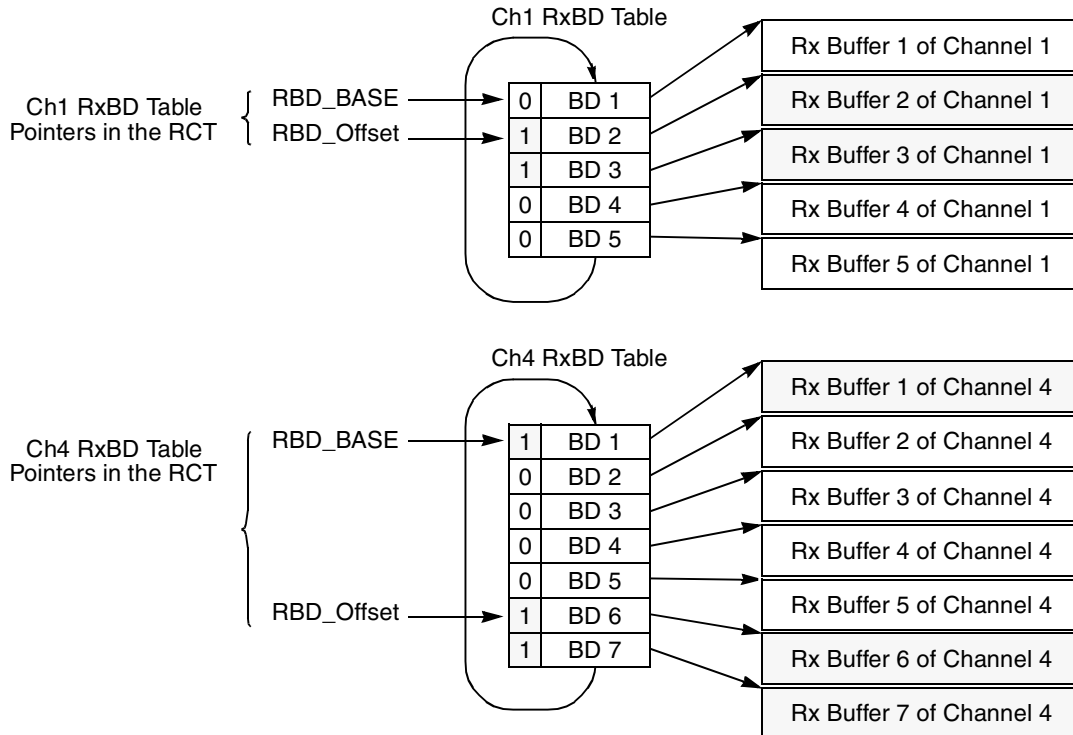 Ch1 RxBD Table
Ch1 RxBD Table
Pointers in the RCT
RBD_BASE
RBD_Offset
0 BD 1
1 BD 2
1 BD 3
0 BD 4
0 BD 5
Rx Buffer 1 of Channel 1
Rx Buffer 2 of Channel 1
Rx Buffer 3 of Channel 1
Rx Buffer 4 of Channel 1
Rx Buffer 5 of Channel 1
Ch4 RxBD Table
Ch4 RxBD Table
Pointers in the RCT
RBD_BASE
RBD_Offset
1 BD 1
0 BD 2
0 BD 3
0 BD 4
0 BD 5
1 BD 6
1 BD 7
Rx Buffer 1 of Channel 4
Rx Buffer 2 of Channel 4
Rx Buffer 3 of Channel 4
Rx Buffer 4 of Channel 4
Rx Buffer 5 of Channel 4
Rx Buffer 6 of Channel 4
Rx Buffer 7 of Channel 4